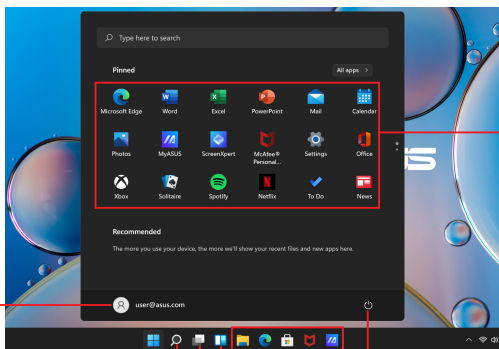 Type here to search
Pinned
All apps >
Microsoft Edge
Word
Excel
PowerPoint
Mail
Calendar
Photos
MyASUS
ScreenXpert
McAfee® Personal...
Settings
Office
Xbox
Solitaire
Spotify
Netflix
To Do
News
Recommended
The more you use your device, the more we'll show your recent files and new apps here.
user@asus.com